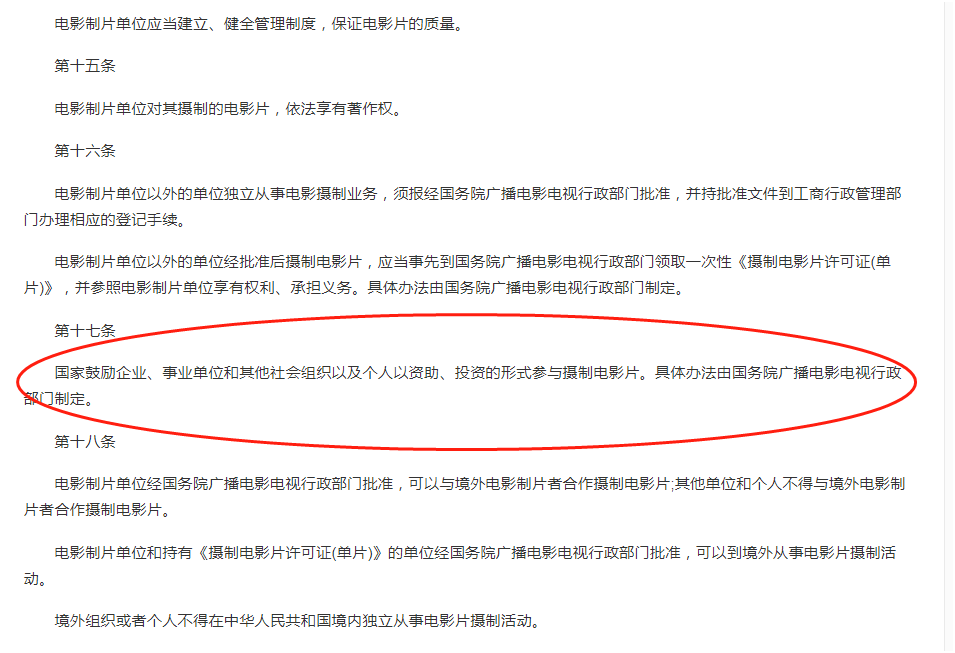 电影制片单位应当建立、健全管理制度，保证电影片的质量。
第十五条
电影制片单位对其摄制的电影片，依法享有著作权。
第十六条
电影制片单位以外的单位独立从事电影摄制业务，须报经国务院广播电影电视行政部门批准，并持批准文件到工商行政管理部
门办理相应的登记手续。
电影制片单位以外的单位经批准后摄制电影片，应当事先到国务院广播电影电视行政部门领取一次性《摄制电影片许可证(单
片)》，并参照电影制片单位享有权利、承担义务。具体办法由国务院广播电影电视行政部门制定。
第十七条
国家鼓励企业、事业单位和其他社会组织以及个人以资助、投资的形式参与摄制电影片。具体办法由国务院广播电影电视行政
部门制定。
第十八条
电影制片单位经国务院广播电影电视行政部门批准，可以与境外电影制片者合作摄制电影片;其他单位和个人不得与境外电影制
片者合作摄制电影片。
电影制片单位和持有《摄制电影片许可证(单片)》的单位经国务院广播电影电视行政部门批准，可以到境外从事电影片摄制活
动。
境外组织或者个人不得在中华人民共和国境内独立从事电影片摄制活动。